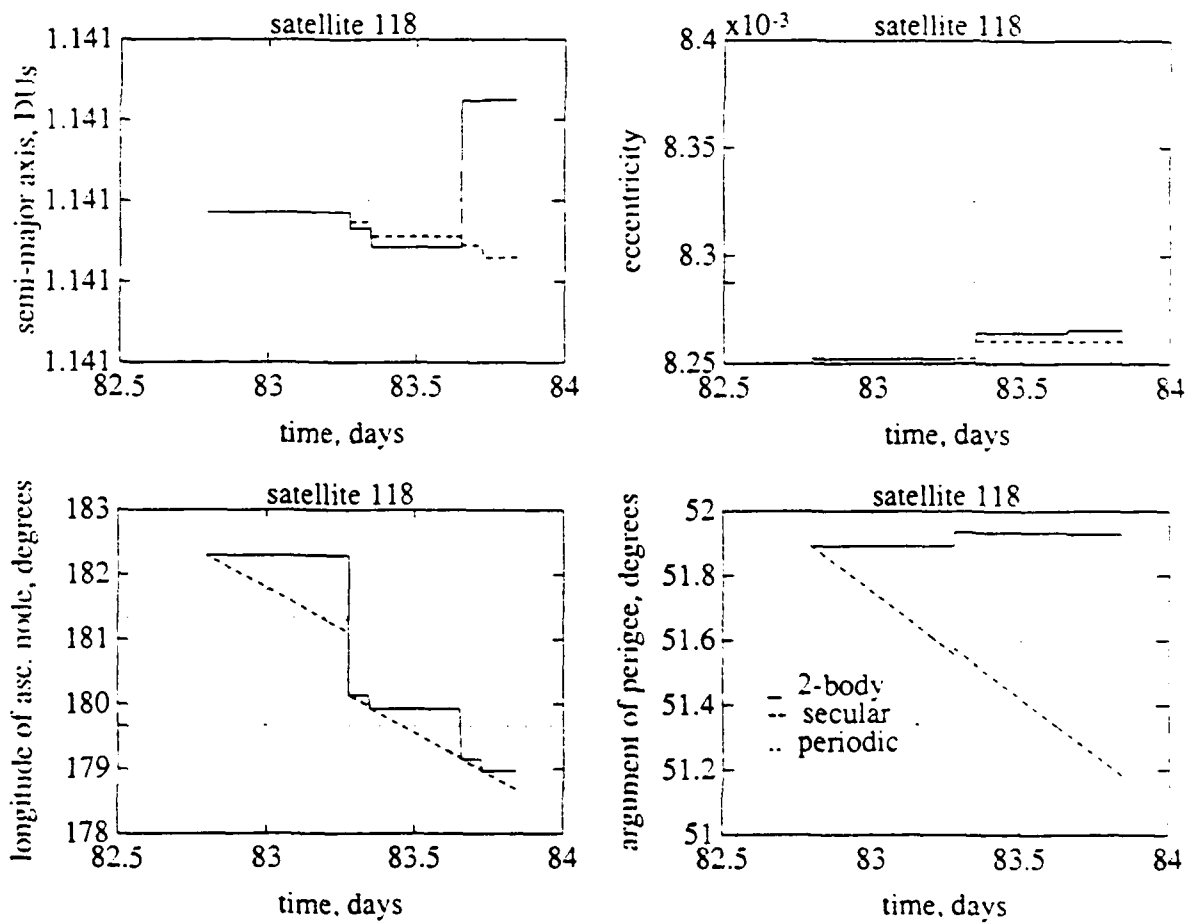 satellite 118
1.141
1.141
1.141
1.141
1.141
semi-major axis, DUs
82.5 83 83.5 84
time, days
x10-3 satellite 118
8.4
8.35
8.3
8.25
eccentricity
82.5 83 83.5 84
time, days
satellite 118
183
182
181
180
179
178
longitude of asc. node, degrees
82.5 83 83.5 84
time, days
satellite 118
52
51.8
51.6
51.4
51.2
51
argument of perigee, degrees
2-body
secular
periodic
82.5 83 83.5 84
time, days